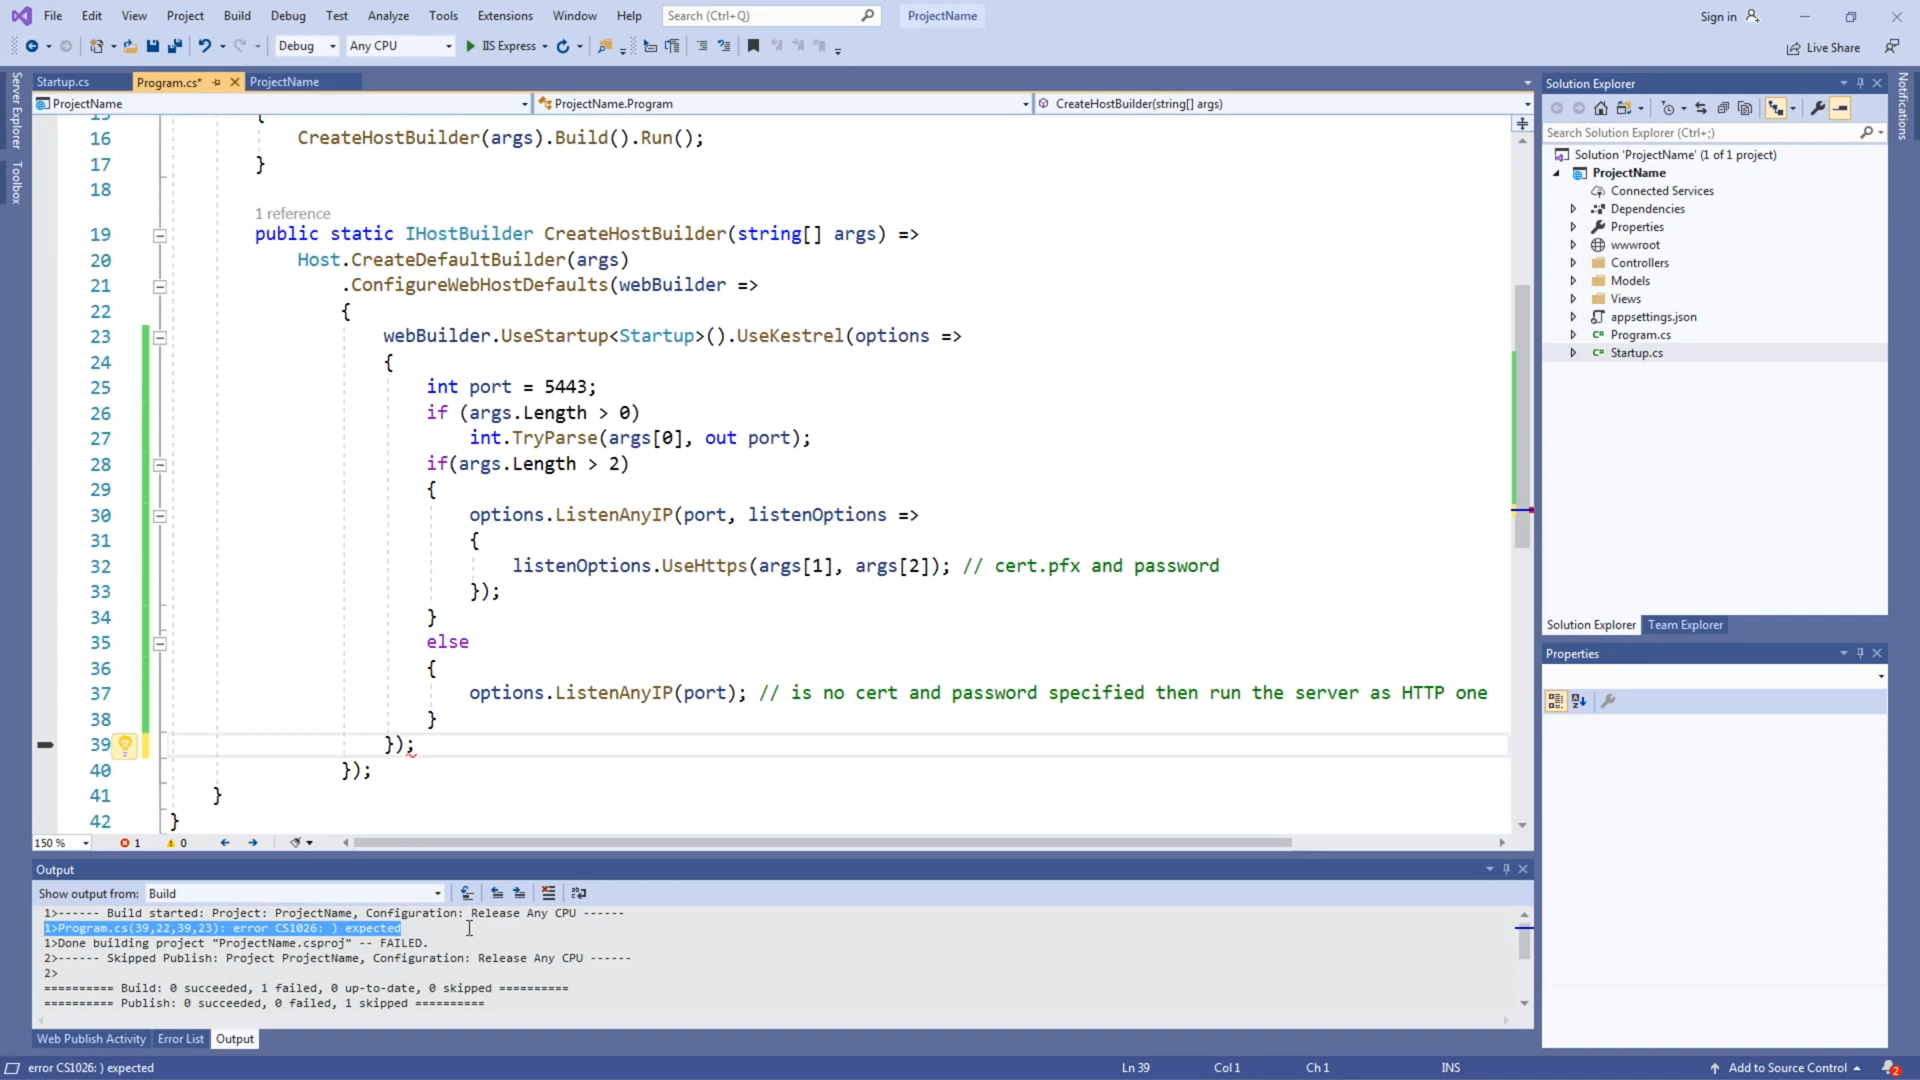 File Edit View Project Build Debug Test Analyze Tools Extensions Window Help Search (Ctrl+Q) ProjectName Sign in
Debug Any CPU IIS Express Live Share
Server Explorer
Toolbox
Notifications
Startup.cs Program.cs* ProjectName
ProjectName ProjectName.Program CreateHostBuilder(string[] args)
15 {
16 CreateHostBuilder(args).Build().Run();
17 }
18
1 reference
19 public static IHostBuilder CreateHostBuilder(string[] args) =>
20 Host.CreateDefaultBuilder(args)
21 .ConfigureWebHostDefaults(webBuilder =>
22 {
23 webBuilder.UseStartup<Startup>().UseKestrel(options =>
24 {
25 int port = 5443;
26 if (args.Length > 0)
27 int.TryParse(args[0], out port);
28 if(args.Length > 2)
29 {
30 options.ListenAnyIP(port, listenOptions =>
31 {
32 listenOptions.UseHttps(args[1], args[2]); // cert.pfx and password
33 });
34 }
35 else
36 {
37 options.ListenAnyIP(port); // is no cert and password specified then run the server as HTTP one
38 }
39 });
40 });
41 }
42 }
150 % 1 0
Output
Show output from: Build
1>------ Build started: Project: ProjectName, Configuration: Release Any CPU ------
1>Program.cs(39,22,39,23): error CS1026: ) expected
1>Done building project "ProjectName.csproj" -- FAILED.
2>------ Skipped Publish: Project ProjectName, Configuration: Release Any CPU ------
2>
========== Build: 0 succeeded, 1 failed, 0 up-to-date, 0 skipped ==========
========== Publish: 0 succeeded, 0 failed, 1 skipped ==========
Web Publish Activity Error List Output
Solution Explorer
Search Solution Explorer (Ctrl+;)
Solution 'ProjectName' (1 of 1 project)
ProjectName
Connected Services
Dependencies
Properties
wwwroot
Controllers
Models
Views
appsettings.json
C# Program.cs
C# Startup.cs
Solution Explorer Team Explorer
Properties
error CS1026: ) expected Ln 39 Col 1 Ch 1 INS Add to Source Control 2